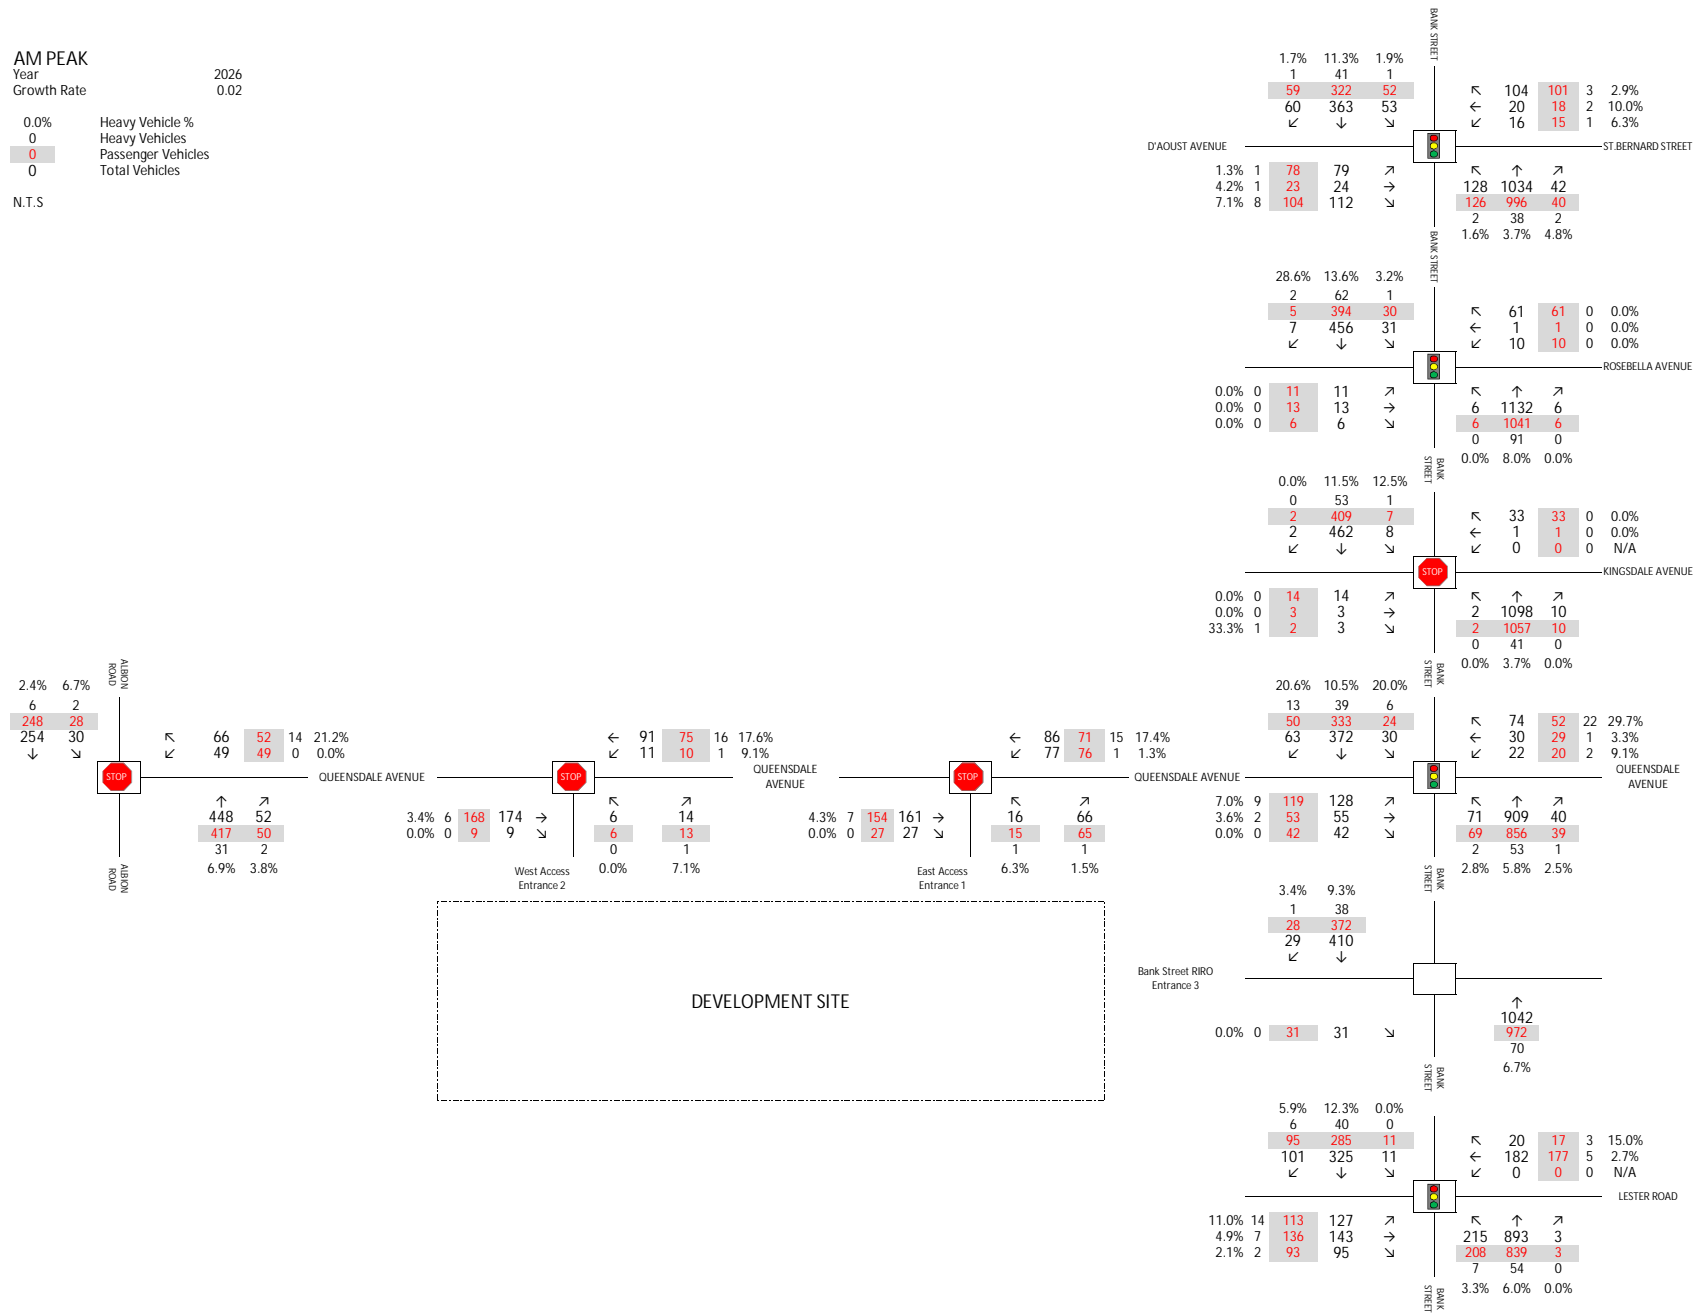 AM PEAK
Year 2026
Growth Rate 0.02
0.0% Heavy Vehicle %
0 Heavy Vehicles
0 Passenger Vehicles
0 Total Vehicles
N.T.S
BANK STREET
1.7% 11.3% 1.9%
1 41 1
59 322 52
60 363 53
↙ ↓ ↘
↖ 104 101 3 2.9%
← 20 18 2 10.0%
↙ 16 15 1 6.3%
D'AOUST AVENUE
ST.BERNARD STREET
1.3% 1 78 79 ↗
4.2% 1 23 24 →
7.1% 8 104 112 ↘
↖ ↑ ↗
128 1034 42
126 996 40
2 38 2
1.6% 3.7% 4.8%
BANK STREET
28.6% 13.6% 3.2%
2 62 1
5 394 30
7 456 31
↙ ↓ ↘
↖ 61 61 0 0.0%
← 1 1 0 0.0%
↙ 10 10 0 0.0%
ROSEBELLA AVENUE
0.0% 0 11 11 ↗
0.0% 0 13 13 →
0.0% 0 6 6 ↘
↖ ↑ ↗
6 1132 6
6 1041 6
0 91 0
0.0% 8.0% 0.0%
BANK
STREET
0.0% 11.5% 12.5%
0 53 1
2 409 7
2 462 8
↙ ↓ ↘
↖ 33 33 0 0.0%
← 1 1 0 0.0%
↙ 0 0 0 N/A
STOP
KINGSDALE AVENUE
0.0% 0 14 14 ↗
0.0% 0 3 3 →
33.3% 1 2 3 ↘
↖ ↑ ↗
2 1098 10
2 1057 10
0 41 0
0.0% 3.7% 0.0%
BANK
STREET
ALBION
ROAD
2.4% 6.7%
6 2
248 28
254 30
↓ ↘
↖ 66 52 14 21.2%
↙ 49 49 0 0.0%
STOP
QUEENSDALE AVENUE
↑ ↗
448 52
417 50
31 2
6.9% 3.8%
ALBION
ROAD
← 91 75 16 17.6%
↙ 11 10 1 9.1%
STOP
QUEENSDALE
AVENUE
3.4% 6 168 174 →
0.0% 0 9 9 ↘
↖ ↗
6 14
6 13
0 1
0.0% 7.1%
West Access
Entrance 2
← 86 71 15 17.4%
↙ 77 76 1 1.3%
STOP
QUEENSDALE AVENUE
4.3% 7 154 161 →
0.0% 0 27 27 ↘
↖ ↗
16 66
15 65
1 1
6.3% 1.5%
East Access
Entrance 1
20.6% 10.5% 20.0%
13 39 6
50 333 24
63 372 30
↙ ↓ ↘
↖ 74 52 22 29.7%
← 30 29 1 3.3%
↙ 22 20 2 9.1%
QUEENSDALE
AVENUE
7.0% 9 119 128 ↗
3.6% 2 53 55 →
0.0% 0 42 42 ↘
↖ ↑ ↗
71 909 40
69 856 39
2 53 1
2.8% 5.8% 2.5%
BANK
STREET
3.4% 9.3%
1 38
28 372
29 410
↙ ↓
Bank Street RIRO
Entrance 3
0.0% 0 31 31 ↘
↑
1042
972
70
6.7%
DEVELOPMENT SITE
BANK
STREET
5.9% 12.3% 0.0%
6 40 0
95 285 11
101 325 11
↙ ↓ ↘
↖ 20 17 3 15.0%
← 182 177 5 2.7%
↙ 0 0 0 N/A
LESTER ROAD
11.0% 14 113 127 ↗
4.9% 7 136 143 →
2.1% 2 93 95 ↘
↖ ↑ ↗
215 893 3
208 839 3
7 54 0
3.3% 6.0% 0.0%
BANK
STREET